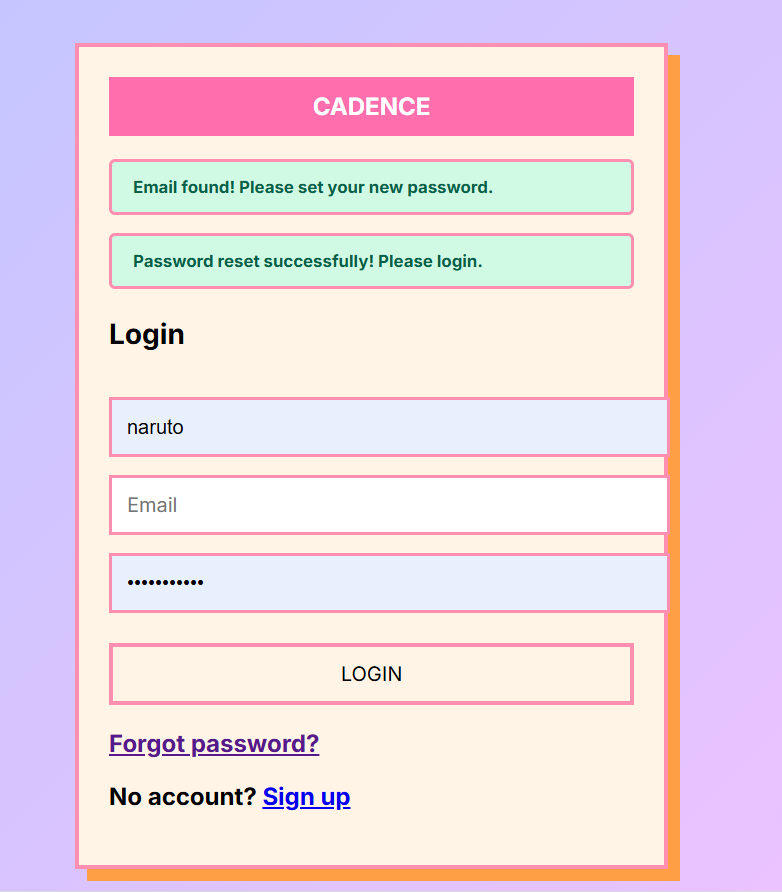 CADENCE
Email found! Please set your new password.
Password reset successfully! Please login.
Login
naruto
Email
•••••••••••
LOGIN
Forgot password?
No account? Sign up